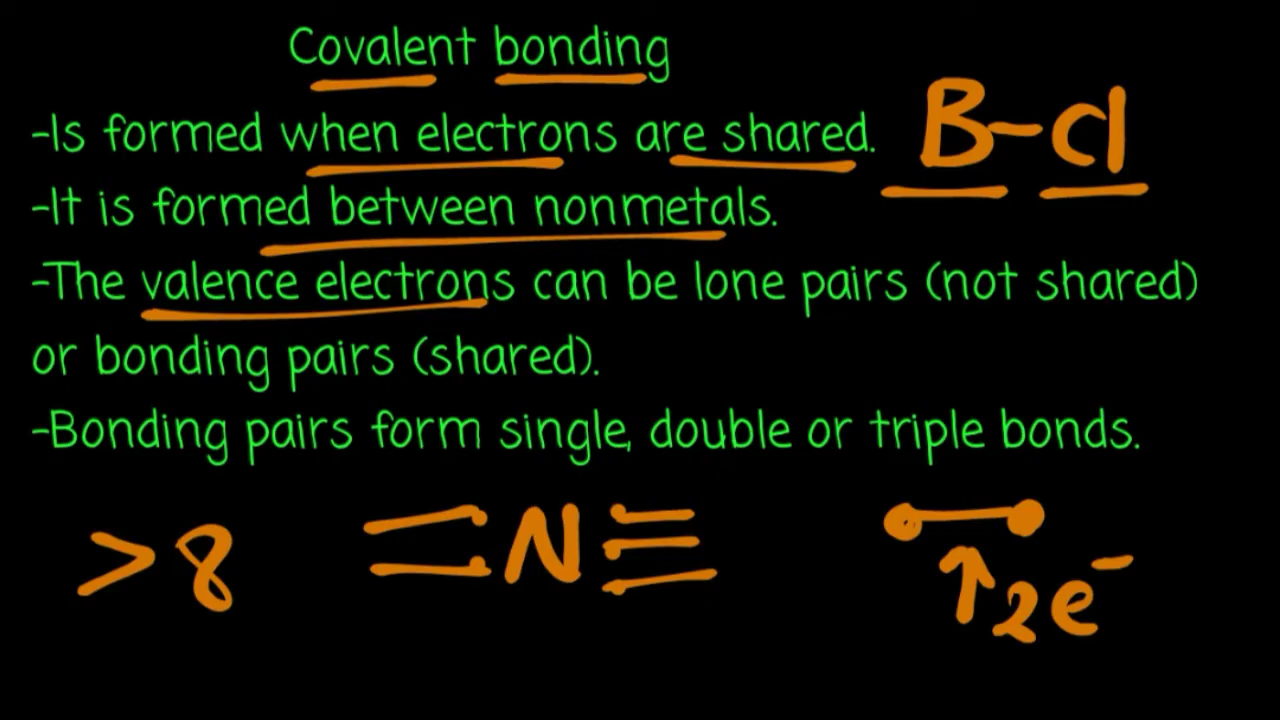 Covalent bonding
-Is formed when electrons are shared.
B-Cl
-It is formed between nonmetals.
-The valence electrons can be lone pairs (not shared)
or bonding pairs (shared).
-Bonding pairs form single, double or triple bonds.
>8
=N≡
↑2e⁻